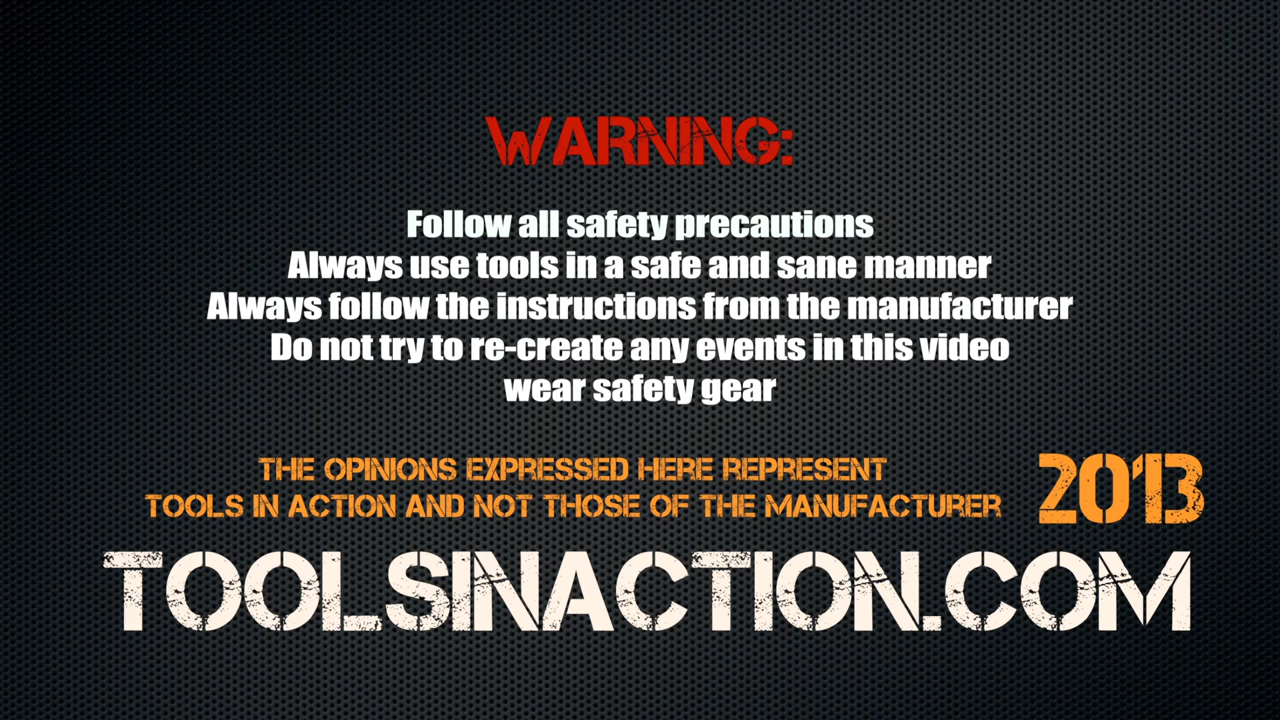 WARNING:
Follow all safety precautions
Always use tools in a safe and sane manner
Always follow the instructions from the manufacturer
Do not try to re-create any events in this video
wear safety gear
THE OPINIONS EXPRESSED HERE REPRESENT
TOOLS IN ACTION AND NOT THOSE OF THE MANUFACTURER
2013
TOOLSINACTION.COM